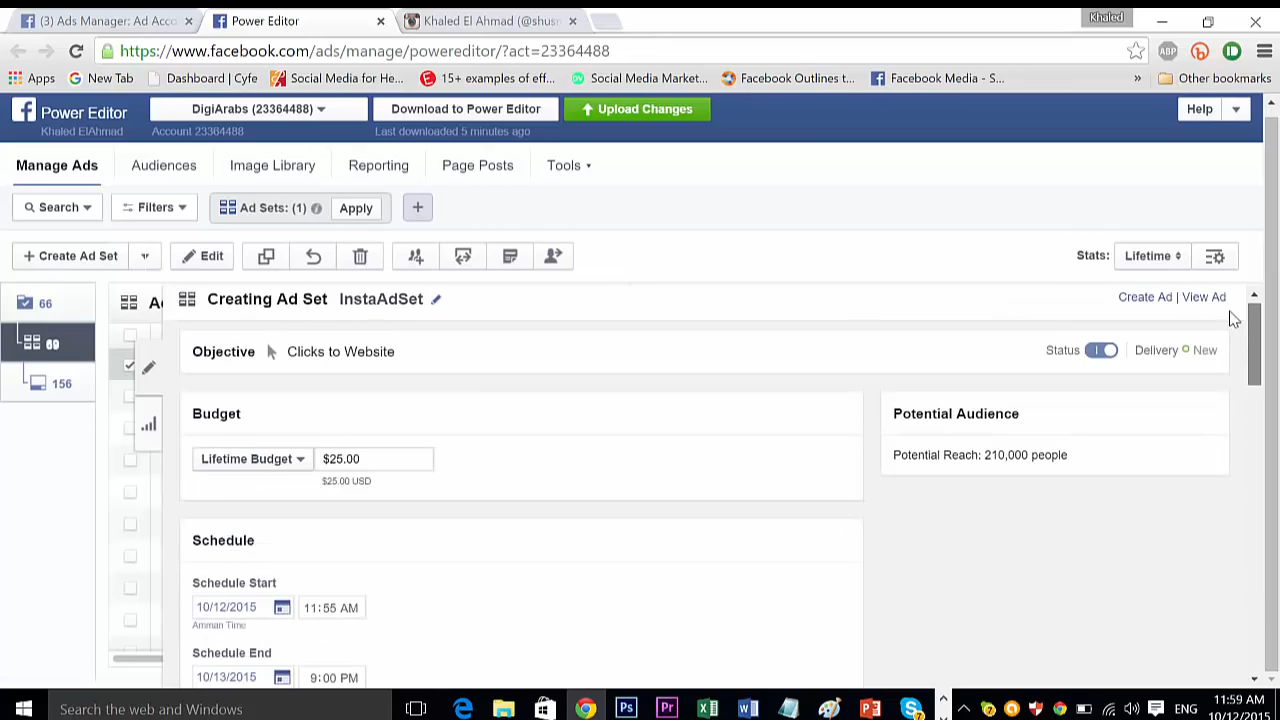 (3) Ads Manager: Ad Acco
Power Editor
Khaled El Ahmad (@shusm
Khaled
https://www.facebook.com/ads/manage/powereditor/?act=23364488
ABP
Apps
New Tab
Dashboard | Cyfe
Social Media for He...
15+ examples of eff...
Social Media Market...
Facebook Outlines t...
Facebook Media - S...
»
Other bookmarks
Power Editor
Khaled ElAhmad
DigiArabs (23364488)
Account 23364488
Download to Power Editor
Last downloaded 5 minutes ago
Upload Changes
Help
Manage Ads
Audiences
Image Library
Reporting
Page Posts
Tools
Search
Filters
Ad Sets: (1)
Apply
+
+ Create Ad Set
Edit
Stats:
Lifetime
66
69
156
Creating Ad Set InstaAdSet
Create Ad | View Ad
Objective Clicks to Website
Status
Delivery New
Budget
Lifetime Budget
$25.00
$25.00 USD
Potential Audience
Potential Reach: 210,000 people
Schedule
Schedule Start
10/12/2015
11:55 AM
Amman Time
Schedule End
10/13/2015
9:00 PM
Search the web and Windows
ENG
11:59 AM
10/12/2015